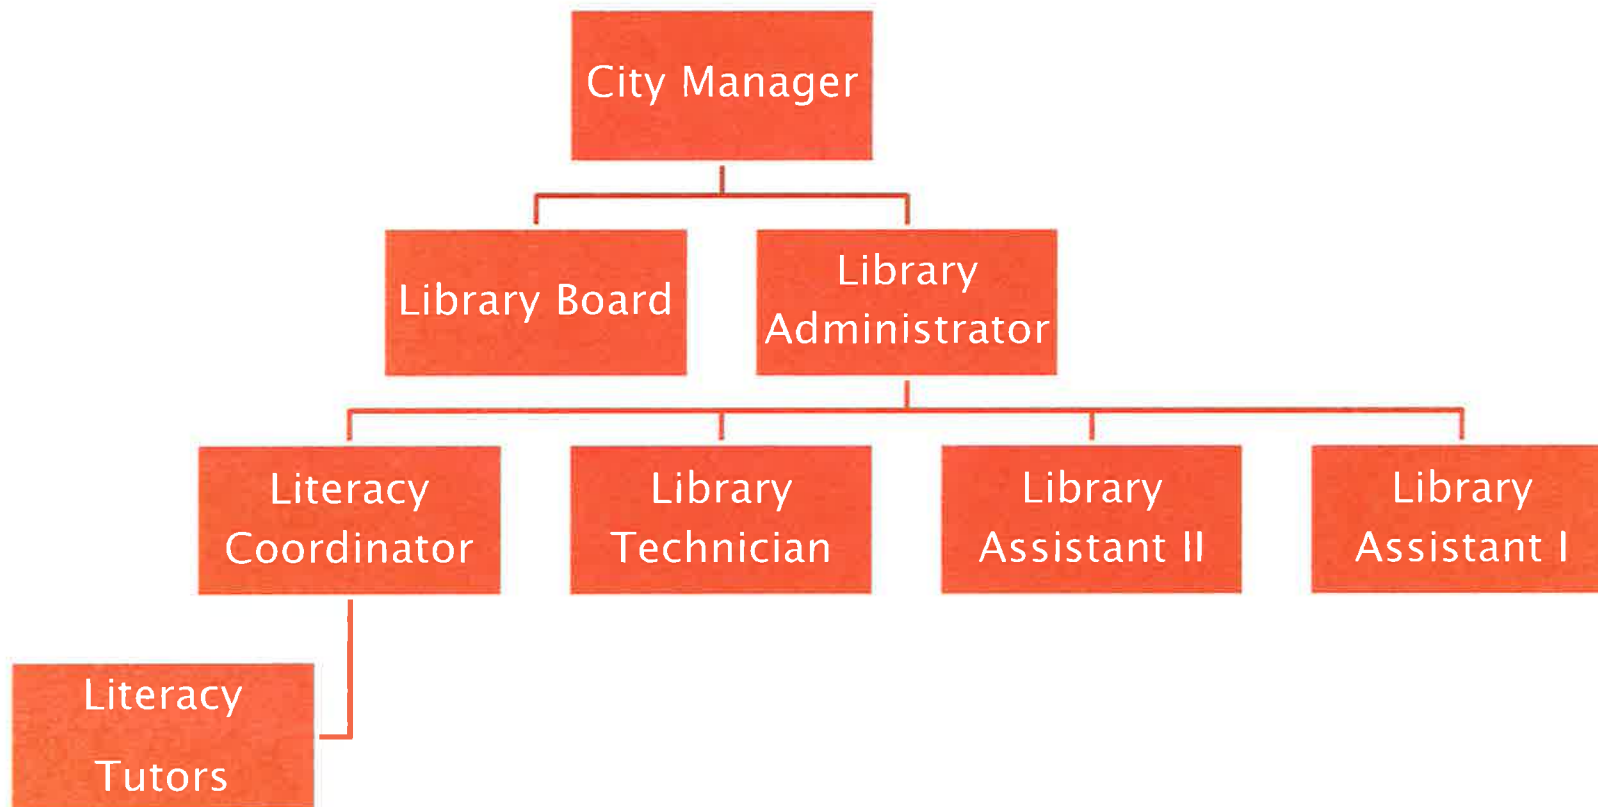 City Manager
Library Board
Library
Administrator
Literacy
Coordinator
Library
Technician
Library
Assistant II
Library
Assistant I
Literacy
Tutors